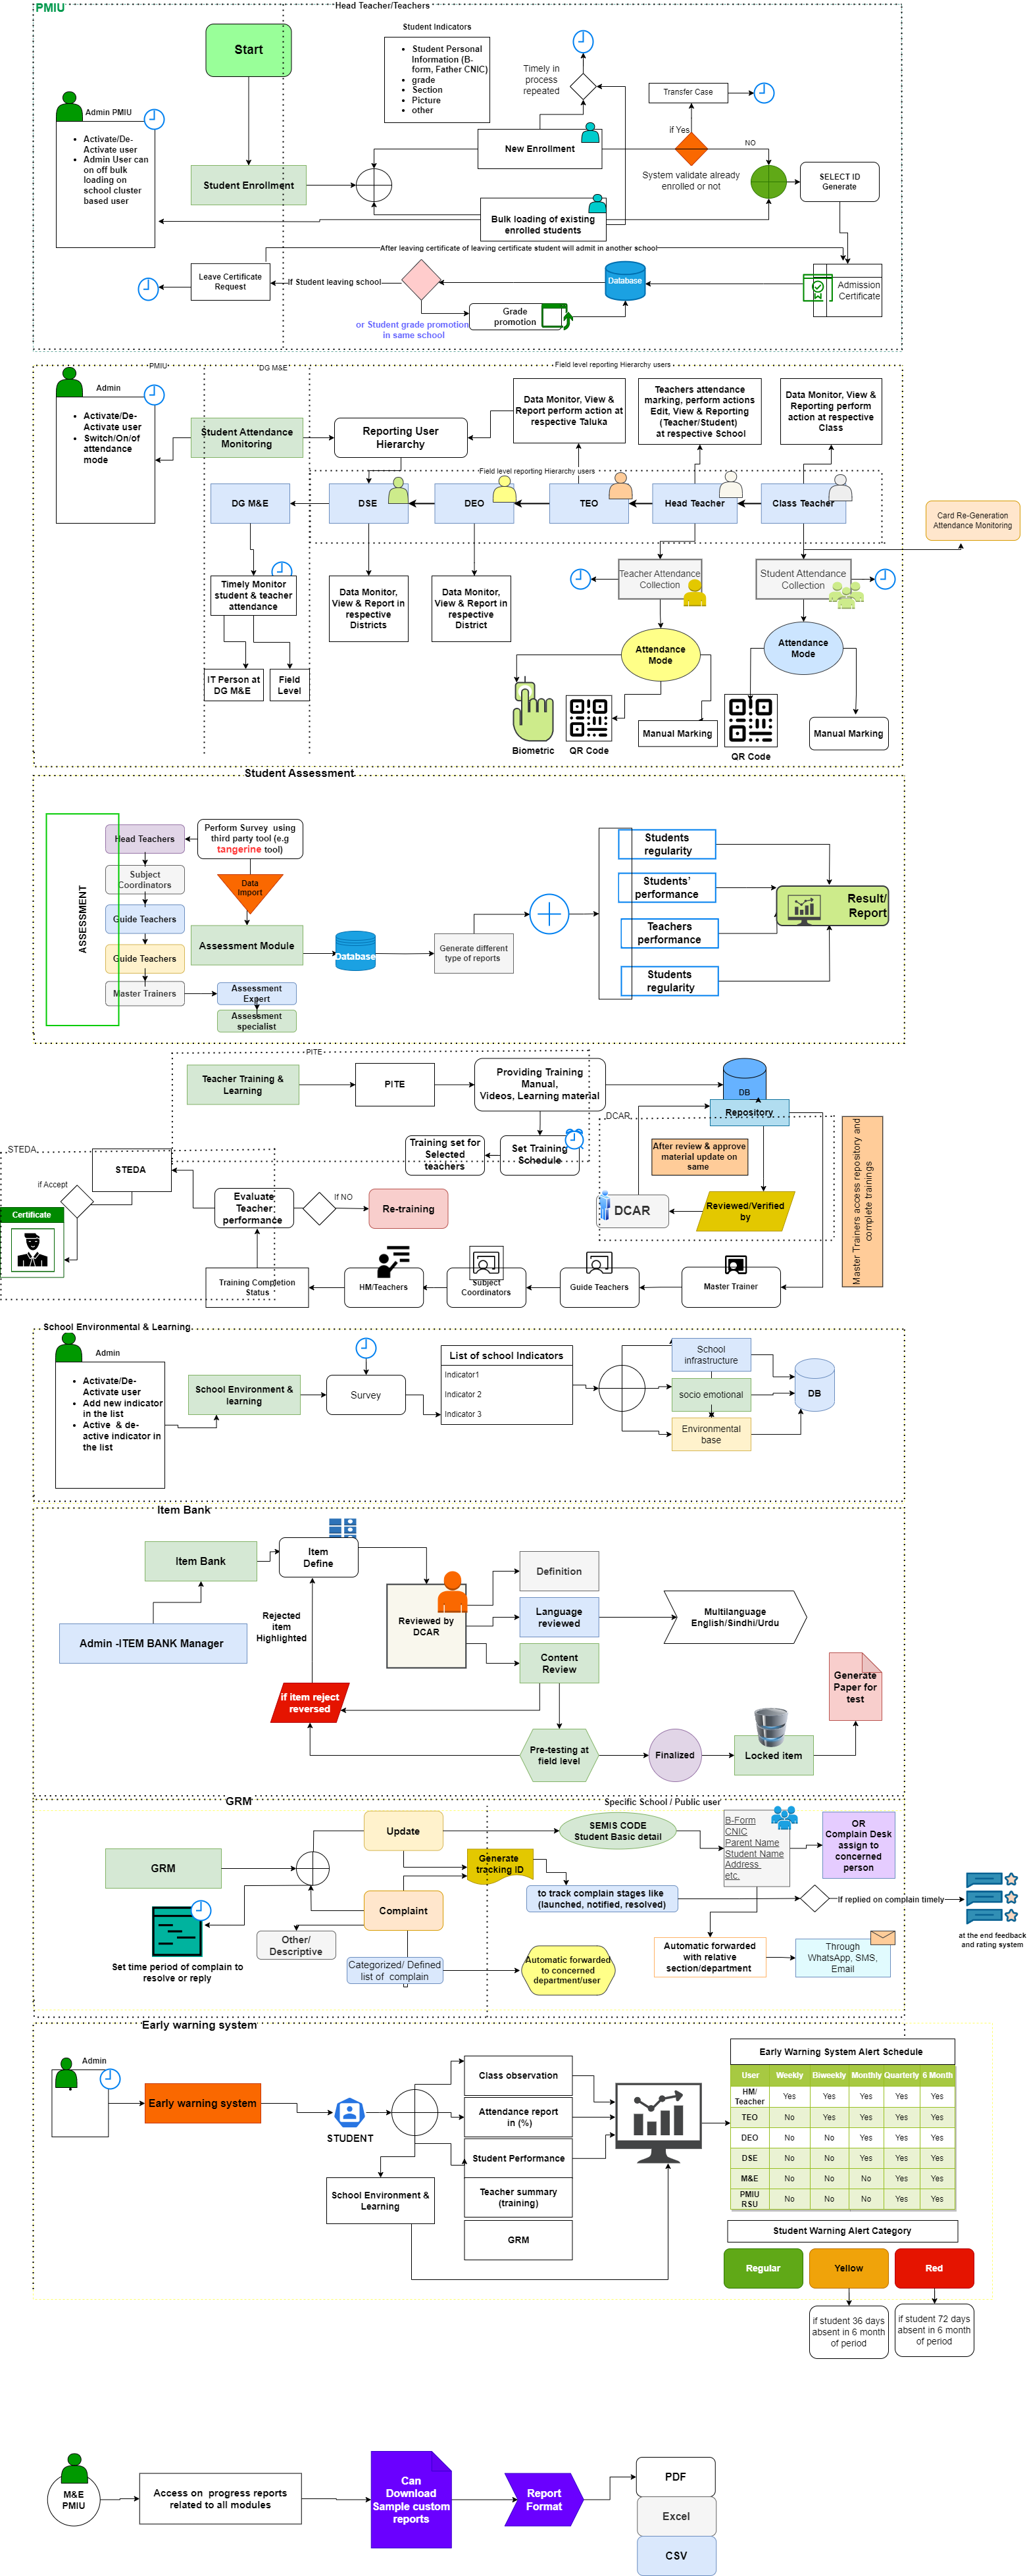 PMIU
Head Teacher/Teachers
Start
Student Indicators
Student Personal
Information (B-
form, Father CNIC)
grade
Section
Picture
other
Timely in
process
repeated
Transfer Case
if Yes
NO
Admin PMIU
Activate/De-
Activate user
Admin User can
on off bulk
loading on
school cluster
based user
New Enrollment
System validate already
enrolled or not
SELECT ID
Generate
Student Enrollment
Bulk loading of existing
enrolled students
After leaving certificate of leaving certificate student will admit in another school
Leave Certificate
Request
If Student leaving school
Database
Admission
Certificate
or Student grade promotion
in same school
Grade
promotion
PMIU
DG M&E
Field level reporting Hierarchy users
Admin
Activate/De-
Activate user
Switch/On/of
attendance
mode
Student Attendance
Monitoring
Reporting User
Hierarchy
Data Monitor, View &
Report perform action at
respective Taluka
Teachers attendance
marking, perform actions
Edit, View & Reporting
(Teacher/Student)
at respective School
Data Monitor, View &
Reporting perform
action at respective
Class
Field level reporting Hierarchy users
DG M&E
DSE
DEO
TEO
Head Teacher
Class Teacher
Card Re-Generation
Attendance Monitoring
Timely Monitor
student & teacher
attendance
Data Monitor,
View & Report in
respective
Districts
Data Monitor,
View & Report in
respective
District
Teacher Attendance
Collection
Student Attendance
Collection
Attendance
Mode
Attendance
Mode
IT Person at
DG M&E
Field
Level
Biometric
QR Code
Manual Marking
QR Code
Manual Marking
Student Assessment
ASSESSMENT
Head Teachers
Subject
Coordinators
Guide Teachers
Guide Teachers
Master Trainers
Perform Survey using
third party tool (e.g
tangerine tool)
Data
Import
Assessment Module
Database
Generate different
type of reports
Assessment
Expert
Assessment
specialist
Students
regularity
Students'
performance
Teachers
performance
Students
regularity
Result/
Report
PITE
Teacher Training &
Learning
PITE
Providing Training
Manual,
Videos, Learning material
DB
Repository
DCAR
After review & approve
material update on
same
Master Trainers access repository and
complete trainings
STEDA
STEDA
Training set for
Selected
teachers
Set Training
Schedule
if Accept
Certificate
Evaluate
Teacher
performance
If NO
Re-training
DCAR
Reviewed/Verified
by
Training Completion
Status
HM/Teachers
Subject
Coordinators
Guide Teachers
Master Trainer
School Environmental & Learning
Admin
Activate/De-
Activate user
Add new indicator
in the list
Active & de-
active indicator in
the list
School Environment &
learning
Survey
List of school Indicators
Indicator1
Indicator 2
Indicator 3
School
infrastructure
socio emotional
Environmental
base
DB
Item Bank
Item Bank
Item
Define
Admin -ITEM BANK Manager
Rejected
item
Highlighted
Reviewed by
DCAR
Definition
Language
reviewed
Content
Review
Multilanguage
English/Sindhi/Urdu
if item reject
reversed
Generate
Paper for
test
Pre-testing at
field level
Finalized
Locked item
GRM
Specific School / Public user
GRM
Update
Complaint
Generate
tracking ID
SEMIS CODE
Student Basic detail
B-Form
CNIC
Parent Name
Student Name
Address
etc.
OR
Complain Desk
assign to
concerned
person
to track complain stages like
(launched, notified, resolved)
If replied on complain timely
at the end feedback
and rating system
Set time period of complain to
resolve or reply
Other/
Descriptive
Categorized/ Defined
list of complain
Automatic forwarded
to concerned
department/user
Automatic forwarded
with relative
section/department
Through
WhatsApp, SMS,
Email
Early warning system
Admin
Early warning system
STUDENT
Class observation
Attendance report
in (%)
Student Performance
Teacher summary
(training)
GRM
School Environment &
Learning
Early Warning System Alert Schedule
User Weekly Biweekly Monthly Quarterly 6 Month
HM/
Teacher Yes Yes Yes Yes Yes
TEO No Yes Yes Yes Yes
DEO No No Yes Yes Yes
DSE No No Yes Yes Yes
M&E No No No Yes Yes
PMIU
RSU No No No Yes Yes
Student Warning Alert Category
Regular
Yellow
Red
if student 36 days
absent in 6 month
of period
if student 72 days
absent in 6 month
of period
M&E
PMIU
Access on progress reports
related to all modules
Can
Download
Sample custom
reports
Report
Format
PDF
Excel
CSV